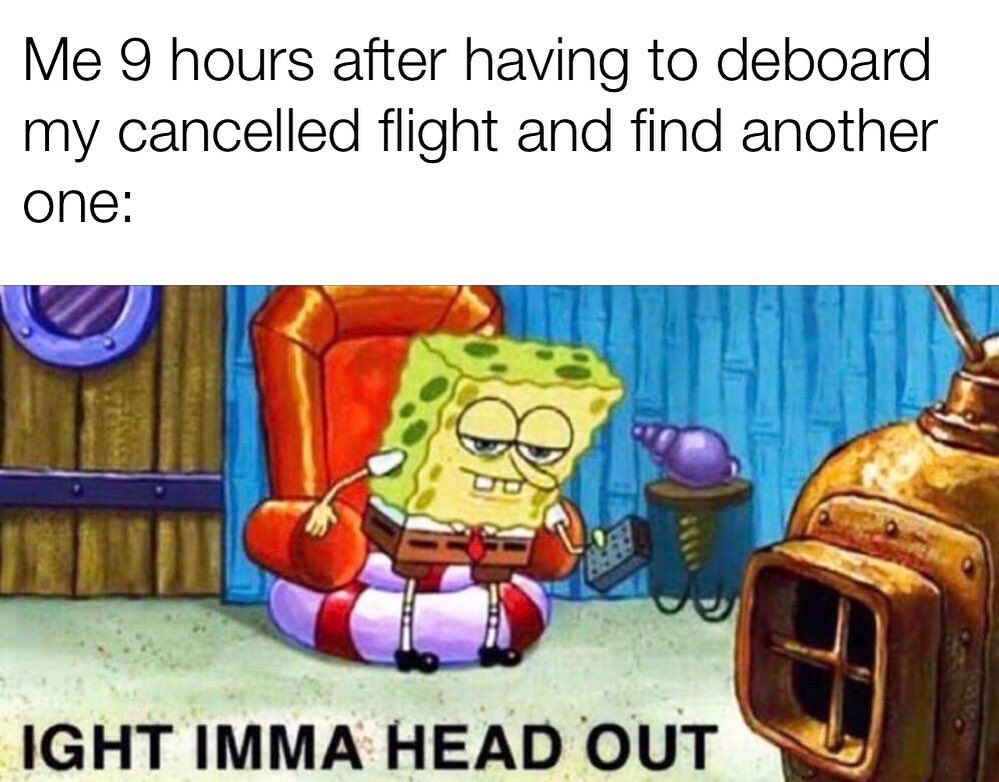 Me 9 hours after having to deboard
my cancelled flight and find another
one:
IGHT IMMA HEAD OUT